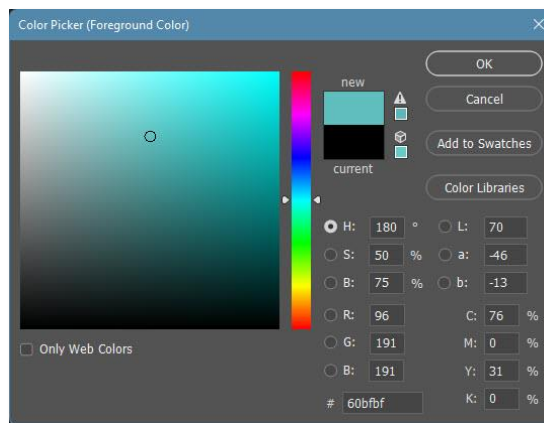 Color Picker (Foreground Color)
new
current
OK
Cancel
Add to Swatches
Color Libraries
H: 180 °
L: 70
S: 50 %
a: -46
B: 75 %
b: -13
R: 96
C: 76 %
G: 191
M: 0 %
B: 191
Y: 31 %
# 60bfbf
K: 0 %
Only Web Colors